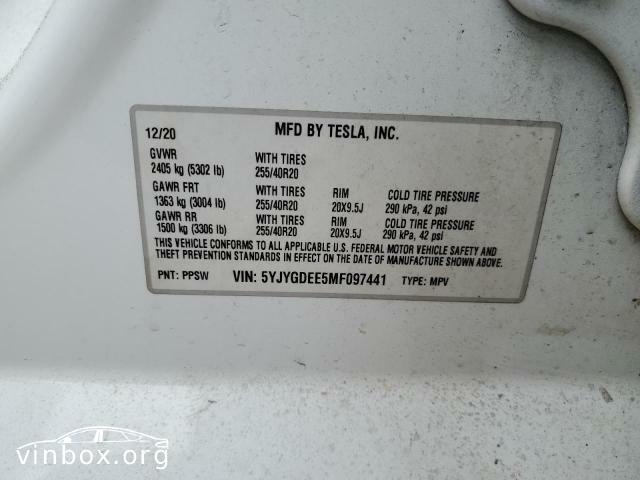 12/20 MFD BY TESLA, INC.
GVWR WITH TIRES
2405 kg (5302 lb) 255/40R20
GAWR FRT WITH TIRES RIM COLD TIRE PRESSURE
1363 kg (3004 lb) 255/40R20 20X9.5J 290 kPa, 42 psi
GAWR RR WITH TIRES RIM COLD TIRE PRESSURE
1500 kg (3306 lb) 255/40R20 20X9.5J 290 kPa, 42 psi
THIS VEHICLE CONFORMS TO ALL APPLICABLE U.S. FEDERAL MOTOR VEHICLE SAFETY AND
THEFT PREVENTION STANDARDS IN EFFECT ON THE DATE OF MANUFACTURE SHOWN ABOVE.
PNT: PPSW VIN: 5YJYGDEE5MF097441 TYPE: MPV
vinbox.org